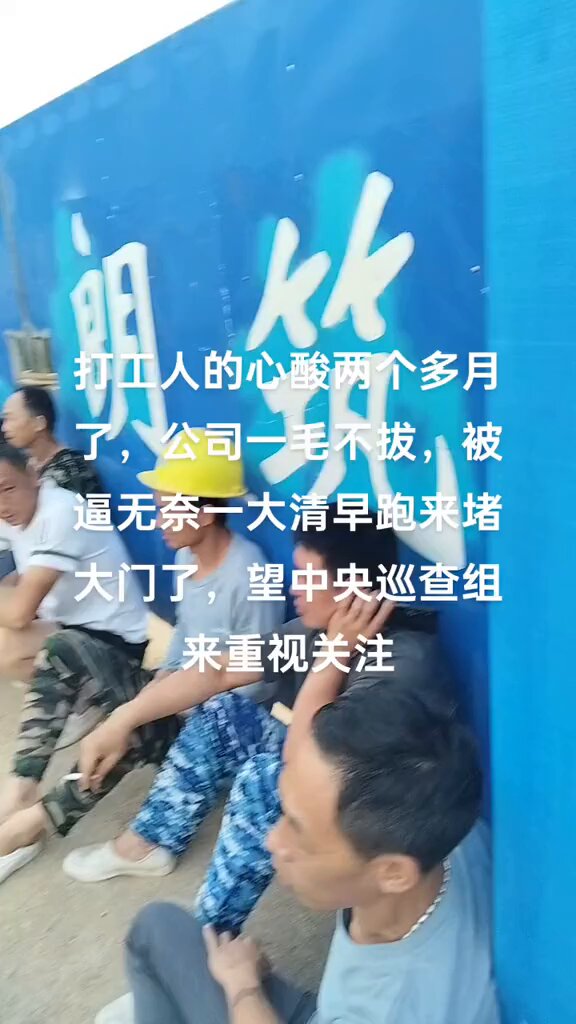 朗筑
打工人的心酸两个多月
了，公司一毛不拔，被
逼无奈一大清早跑来堵
大门了，望中央巡查组
来重视关注